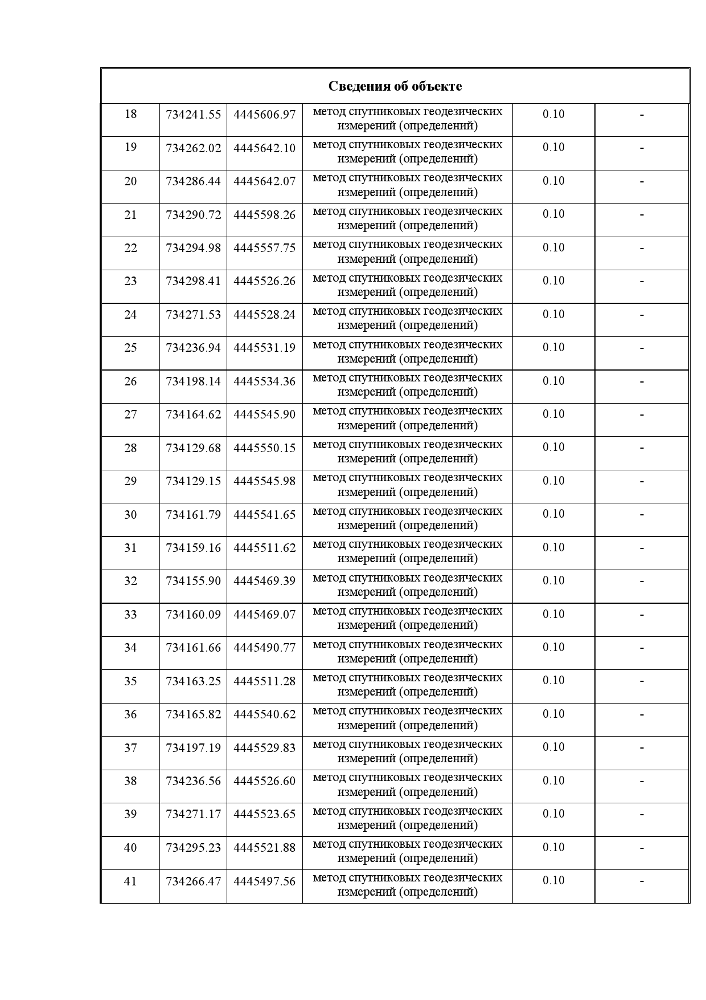 Сведения об объекте
18 734241.55 4445606.97 метод спутниковых геодезических измерений (определений) 0.10 -
19 734262.02 4445642.10 метод спутниковых геодезических измерений (определений) 0.10 -
20 734286.44 4445642.07 метод спутниковых геодезических измерений (определений) 0.10 -
21 734290.72 4445598.26 метод спутниковых геодезических измерений (определений) 0.10 -
22 734294.98 4445557.75 метод спутниковых геодезических измерений (определений) 0.10 -
23 734298.41 4445526.26 метод спутниковых геодезических измерений (определений) 0.10 -
24 734271.53 4445528.24 метод спутниковых геодезических измерений (определений) 0.10 -
25 734236.94 4445531.19 метод спутниковых геодезических измерений (определений) 0.10 -
26 734198.14 4445534.36 метод спутниковых геодезических измерений (определений) 0.10 -
27 734164.62 4445545.90 метод спутниковых геодезических измерений (определений) 0.10 -
28 734129.68 4445550.15 метод спутниковых геодезических измерений (определений) 0.10 -
29 734129.15 4445545.98 метод спутниковых геодезических измерений (определений) 0.10 -
30 734161.79 4445541.65 метод спутниковых геодезических измерений (определений) 0.10 -
31 734159.16 4445511.62 метод спутниковых геодезических измерений (определений) 0.10 -
32 734155.90 4445469.39 метод спутниковых геодезических измерений (определений) 0.10 -
33 734160.09 4445469.07 метод спутниковых геодезических измерений (определений) 0.10 -
34 734161.66 4445490.77 метод спутниковых геодезических измерений (определений) 0.10 -
35 734163.25 4445511.28 метод спутниковых геодезических измерений (определений) 0.10 -
36 734165.82 4445540.62 метод спутниковых геодезических измерений (определений) 0.10 -
37 734197.19 4445529.83 метод спутниковых геодезических измерений (определений) 0.10 -
38 734236.56 4445526.60 метод спутниковых геодезических измерений (определений) 0.10 -
39 734271.17 4445523.65 метод спутниковых геодезических измерений (определений) 0.10 -
40 734295.23 4445521.88 метод спутниковых геодезических измерений (определений) 0.10 -
41 734266.47 4445497.56 метод спутниковых геодезических измерений (определений) 0.10 -